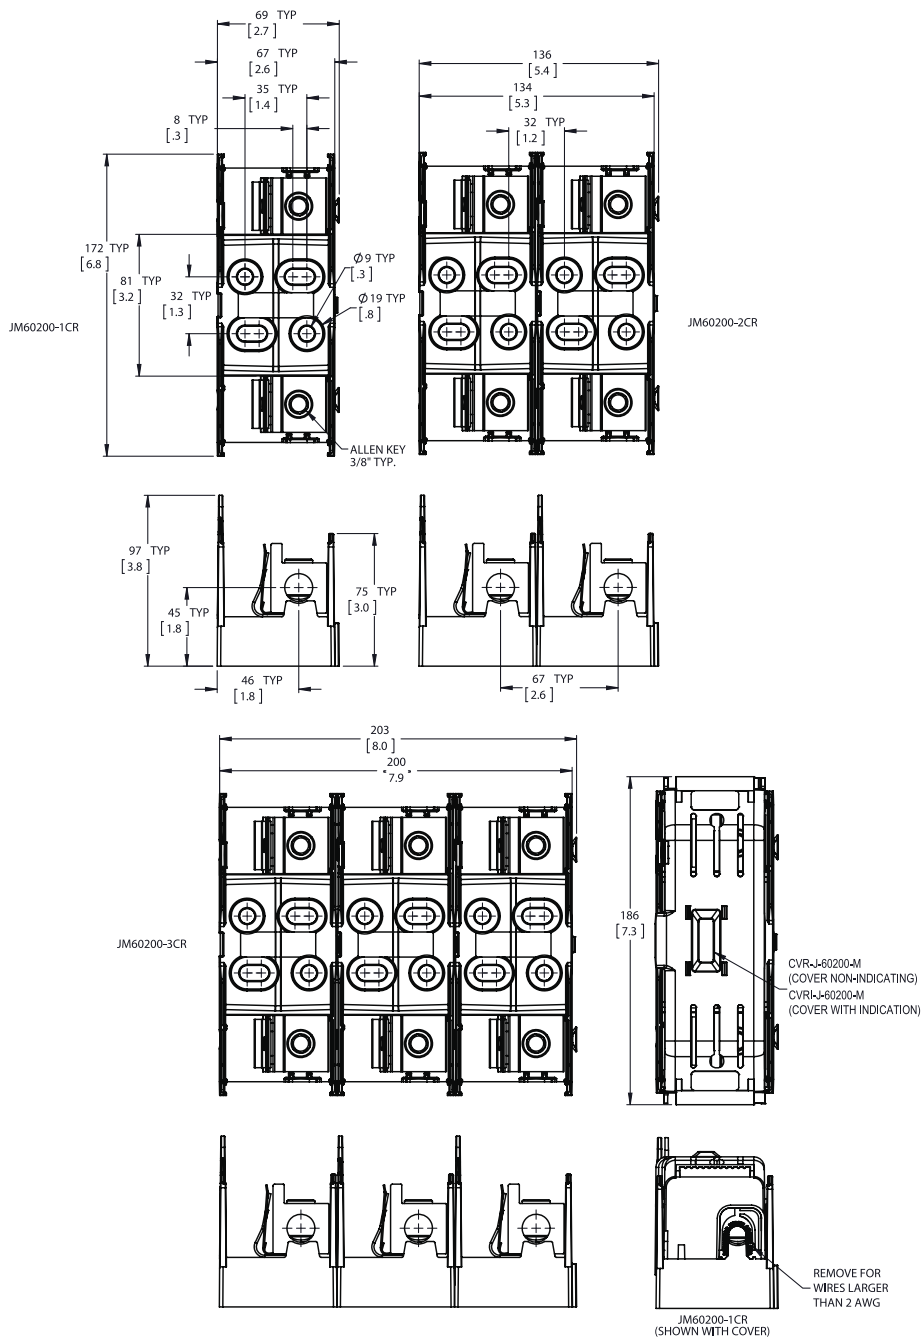 69 TYP
[2.7]
67 TYP
[2.6]
35 TYP
[1.4]
8 TYP
[.3]
136
[5.4]
134
[5.3]
32 TYP
[1.2]
172 TYP
[6.8]
81 TYP
[3.2]
32 TYP
[1.3]
Ø9 TYP
[.3]
Ø19 TYP
[.8]
JM60200-1CR
JM60200-2CR
ALLEN KEY
3/8" TYP.
97 TYP
[3.8]
45 TYP
[1.8]
75 TYP
[3.0]
46 TYP
[1.8]
67 TYP
[2.6]
203
[8.0]
200
7.9
JM60200-3CR
186
[7.3]
CVR-J-60200-M
(COVER NON-INDICATING)
CVRI-J-60200-M
(COVER WITH INDICATION)
REMOVE FOR
WIRES LARGER
THAN 2 AWG
JM60200-1CR
(SHOWN WITH COVER)